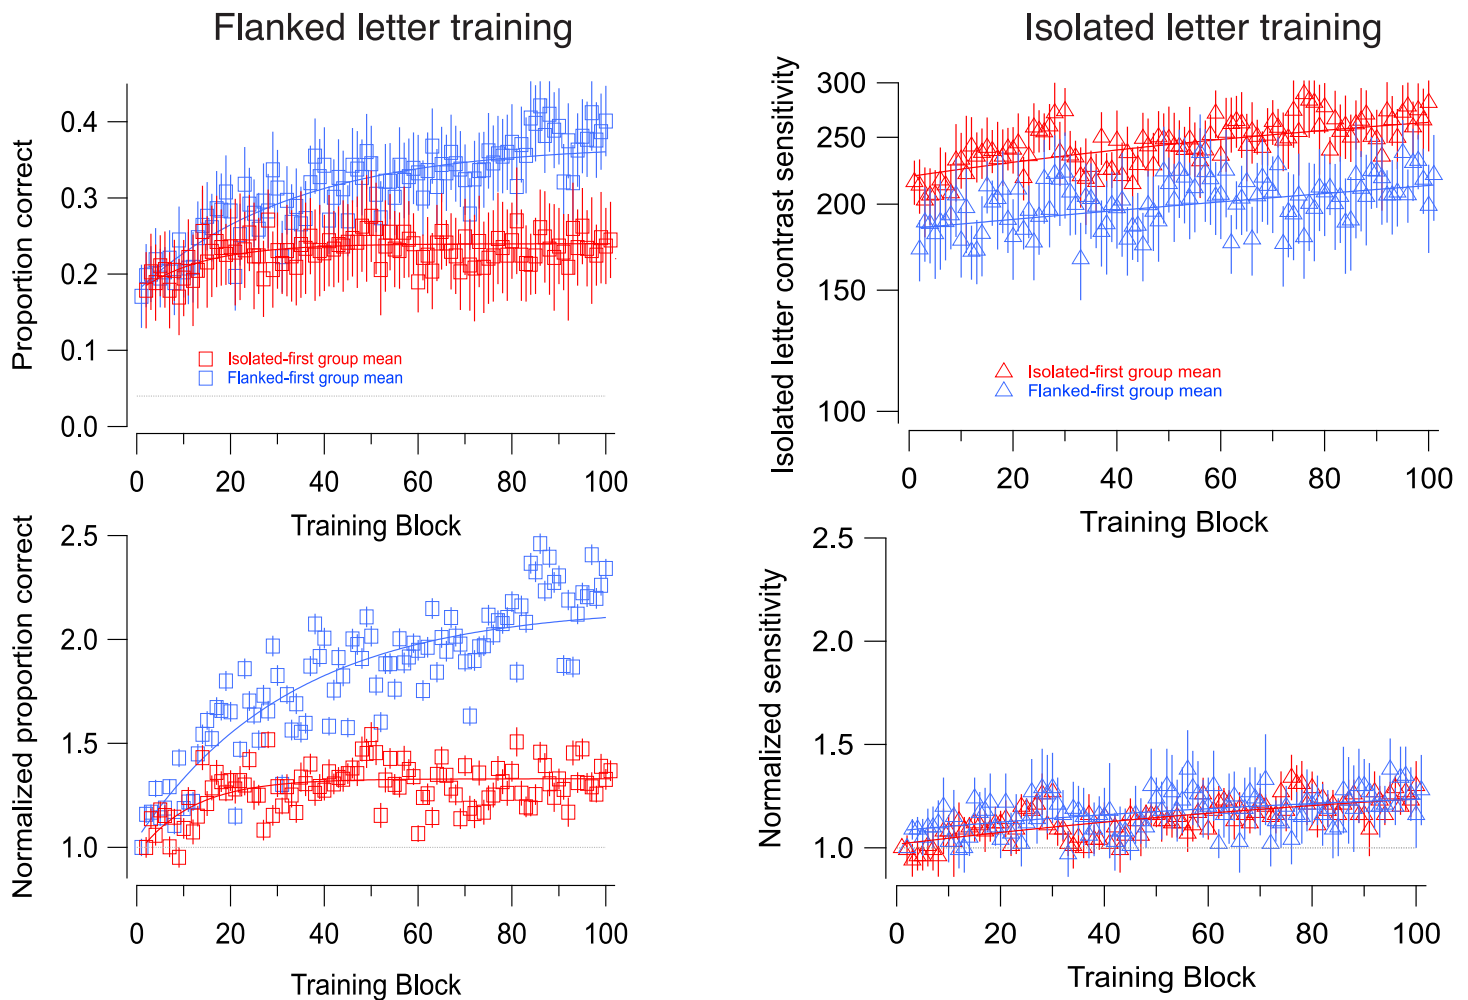 Flanked letter training
Proportion correct
0.4
0.3
0.2
0.1
0.0
Isolated-first group mean
Flanked-first group mean
0 20 40 60 80 100
Training Block
Isolated letter training
Isolated letter contrast sensitivity
300
250
200
150
100
Isolated-first group mean
Flanked-first group mean
0 20 40 60 80 100
Training Block
Normalized proportion correct
2.5
2.0
1.5
1.0
0 20 40 60 80 100
Training Block
Normalized sensitivity
2.5
2.0
1.5
1.0
0 20 40 60 80 100
Training Block